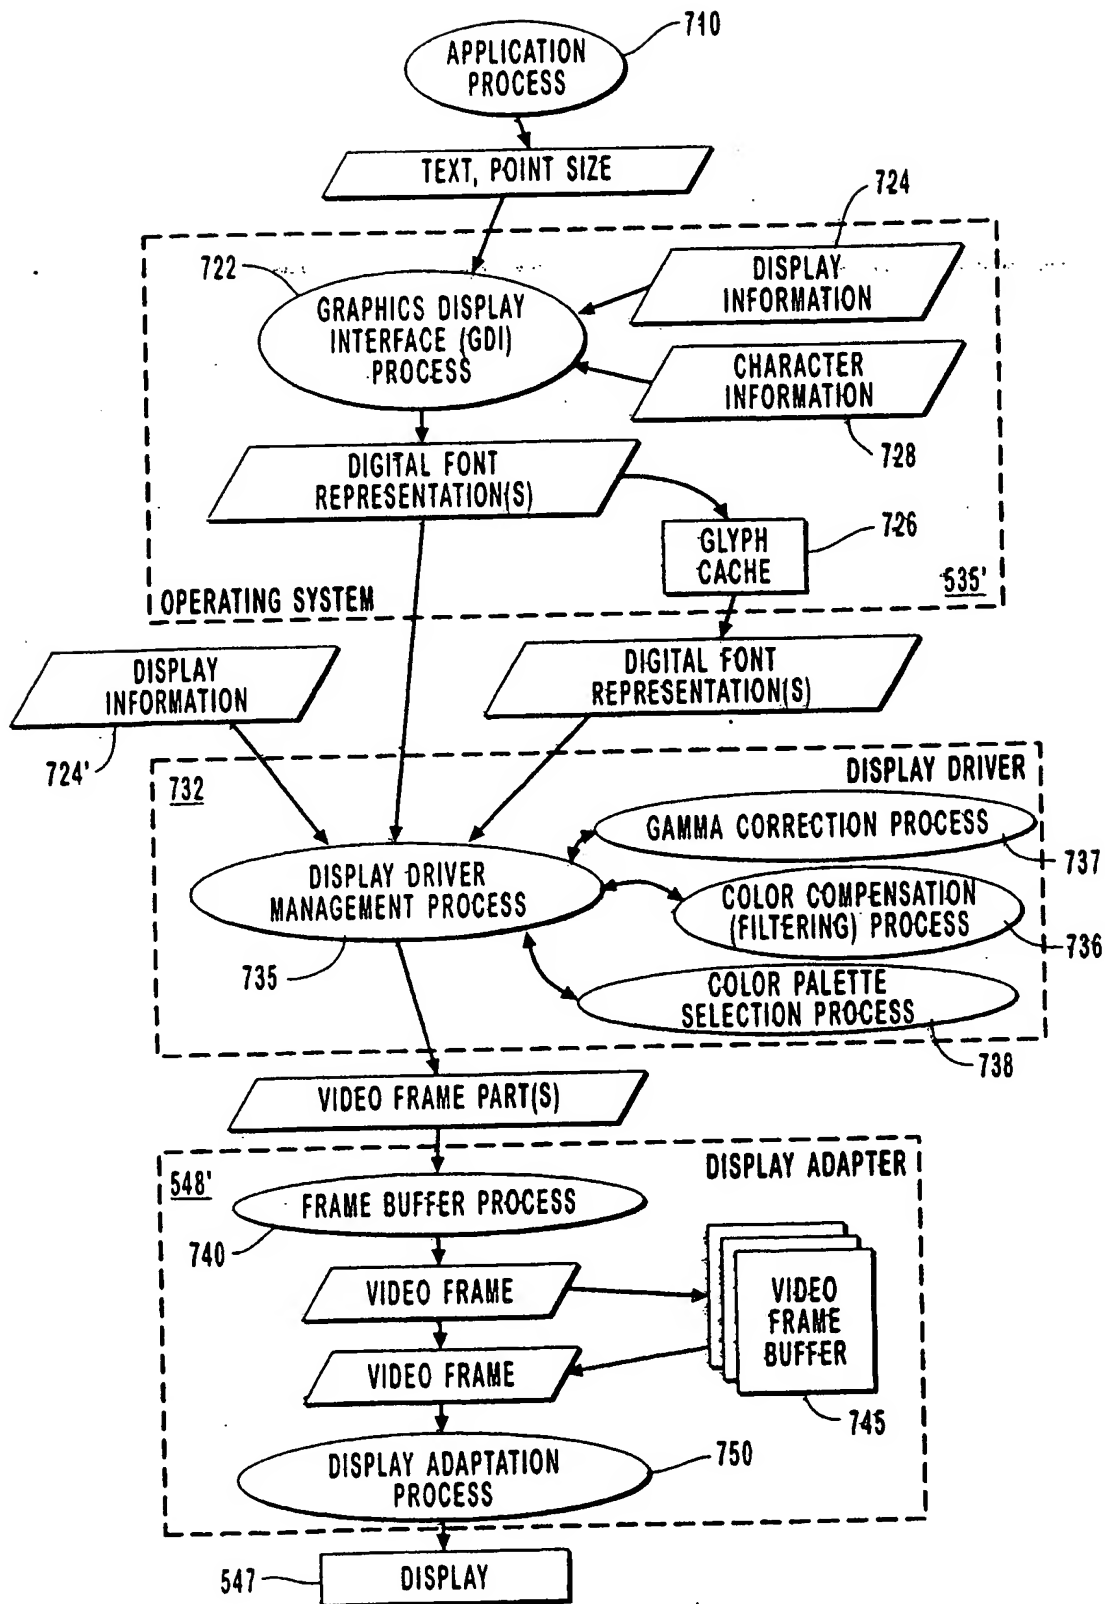 710
APPLICATION
PROCESS
TEXT, POINT SIZE
724
722
DISPLAY
INFORMATION
GRAPHICS DISPLAY
INTERFACE (GDI)
PROCESS
CHARACTER
INFORMATION
728
DIGITAL FONT
REPRESENTATION(S)
726
GLYPH
CACHE
535'
OPERATING SYSTEM
DISPLAY
INFORMATION
724'
DIGITAL FONT
REPRESENTATION(S)
732
DISPLAY DRIVER
GAMMA CORRECTION PROCESS
737
DISPLAY DRIVER
MANAGEMENT PROCESS
735
COLOR COMPENSATION
(FILTERING) PROCESS
736
COLOR PALETTE
SELECTION PROCESS
738
VIDEO FRAME PART(S)
548'
DISPLAY ADAPTER
FRAME BUFFER PROCESS
740
VIDEO FRAME
VIDEO
FRAME
BUFFER
745
VIDEO FRAME
DISPLAY ADAPTATION
PROCESS
750
547
DISPLAY